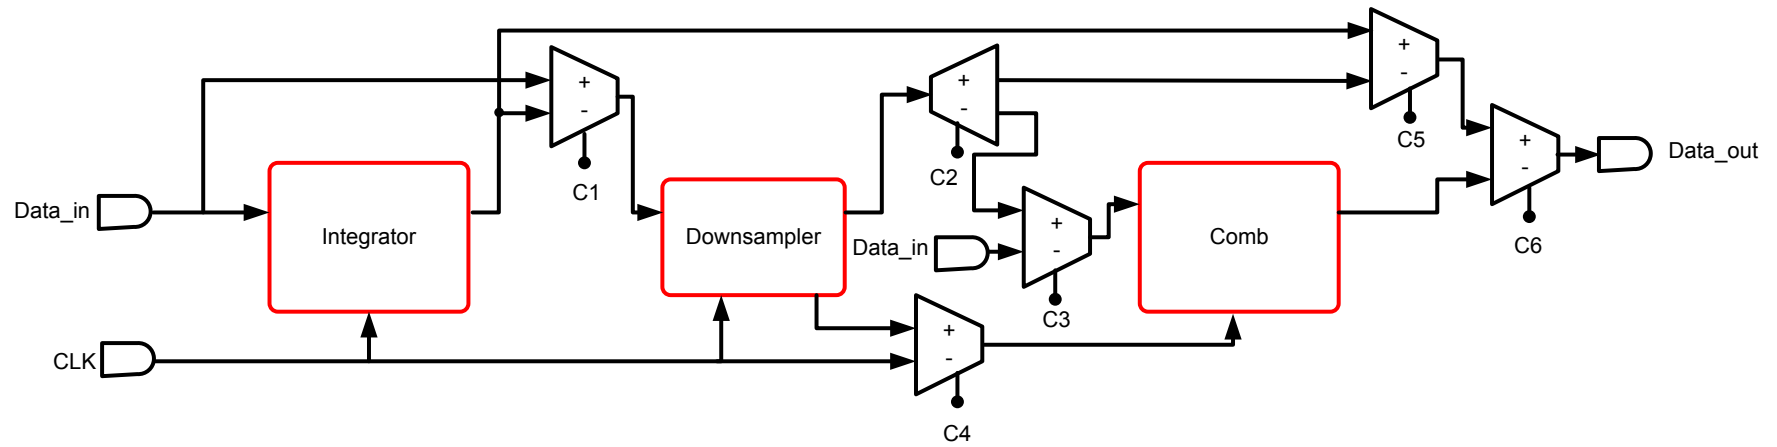 +
-
C5
+
-
C1
+
-
C2
+
-
C6
Data_out
Data_in
Integrator
Downsampler
Data_in
+
-
C3
Comb
CLK
+
-
C4